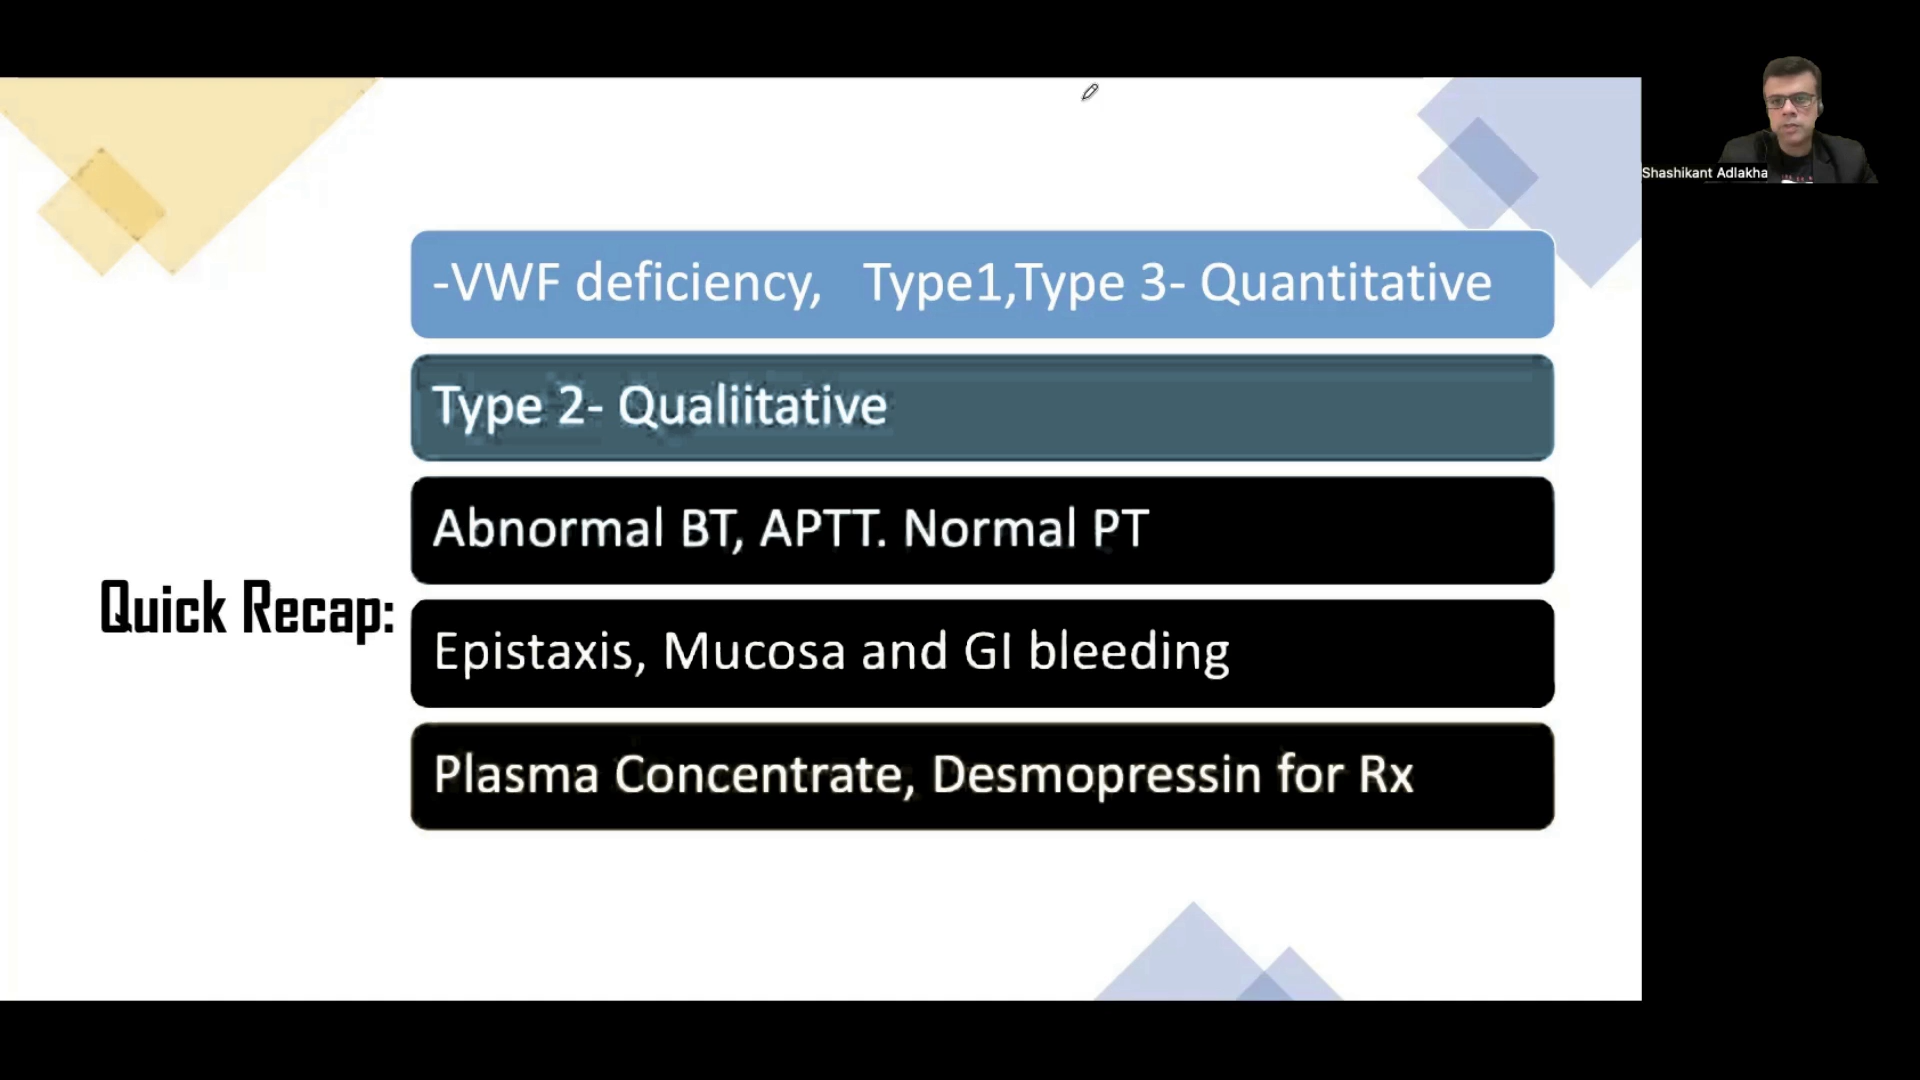 Shashikant Adlakha
-VWF deficiency, Type1,Type 3- Quantitative
Type 2- Qualiitative
Abnormal BT, APTT. Normal PT
Quick Recap:
Epistaxis, Mucosa and GI bleeding
Plasma Concentrate, Desmopressin for Rx